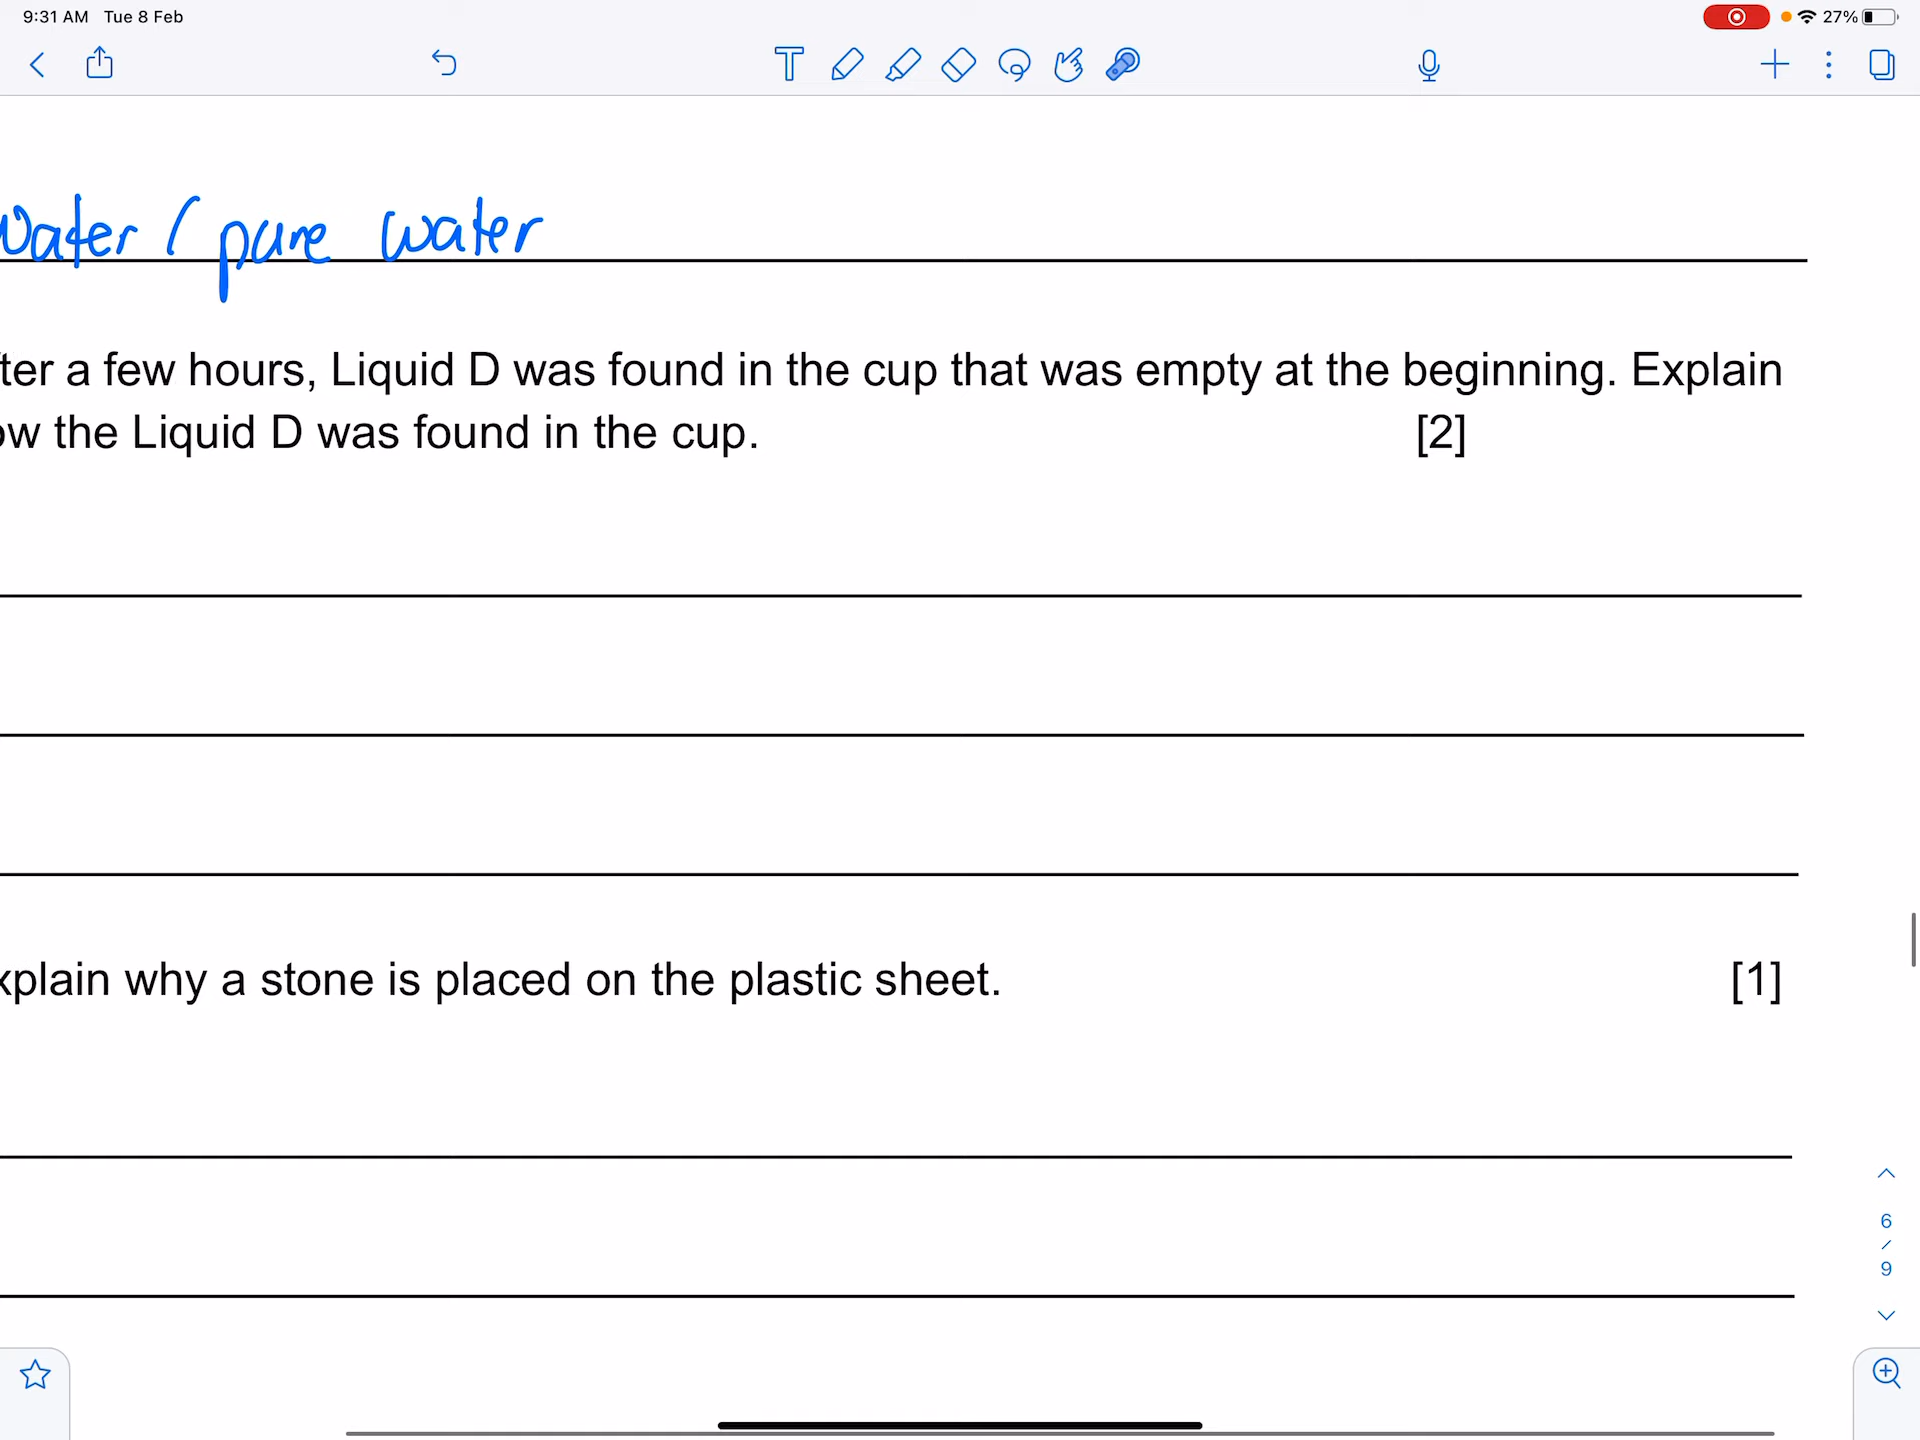 9:31 AM Tue 8 Feb
27%
Water / pure water
ter a few hours, Liquid D was found in the cup that was empty at the beginning. Explain
ow the Liquid D was found in the cup. [2]
xplain why a stone is placed on the plastic sheet. [1]
6
/
9